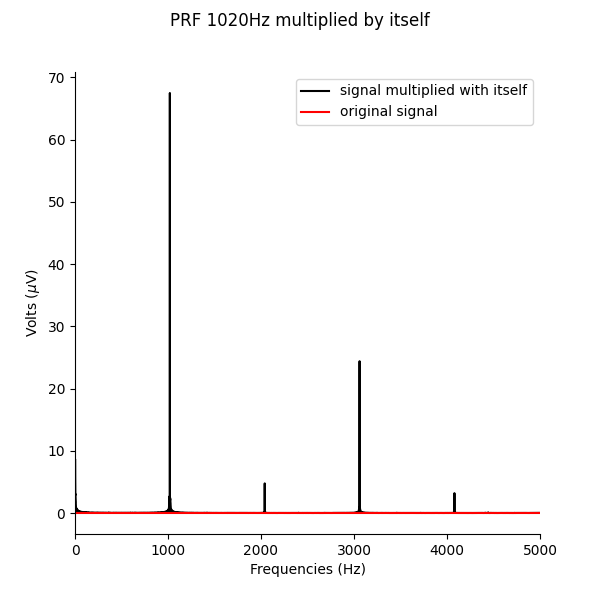 PRF 1020Hz multiplied by itself
signal multiplied with itself
original signal
70
60
50
40
30
20
10
0
Volts (μV)
0 1000 2000 3000 4000 5000
Frequencies (Hz)